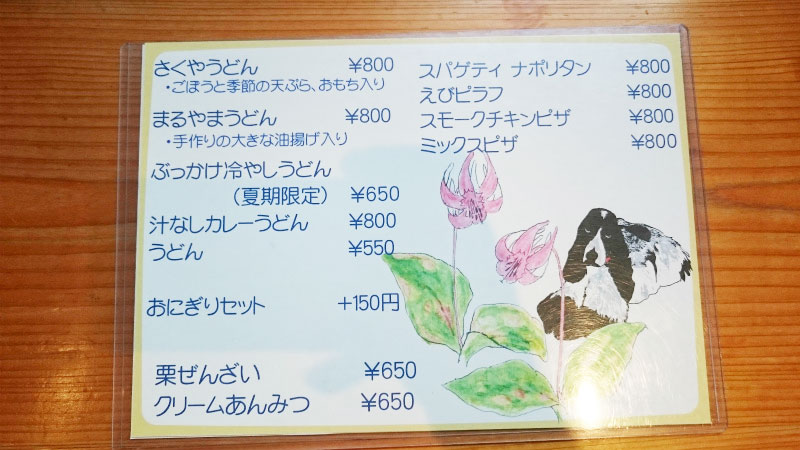 さくやうどん ¥800
・ごぼうと季節の天ぷら、おもち入り
まるやまうどん ¥800
・手作りの大きな油揚げ入り
ぶっかけ冷やしうどん
(夏期限定) ¥650
汁なしカレーうどん ¥800
うどん ¥550
おにぎりセット +150円
栗ぜんざい ¥650
クリームあんみつ ¥650
スパゲティ ナポリタン ¥800
えびピラフ ¥800
スモークチキンピザ ¥800
ミックスピザ ¥800